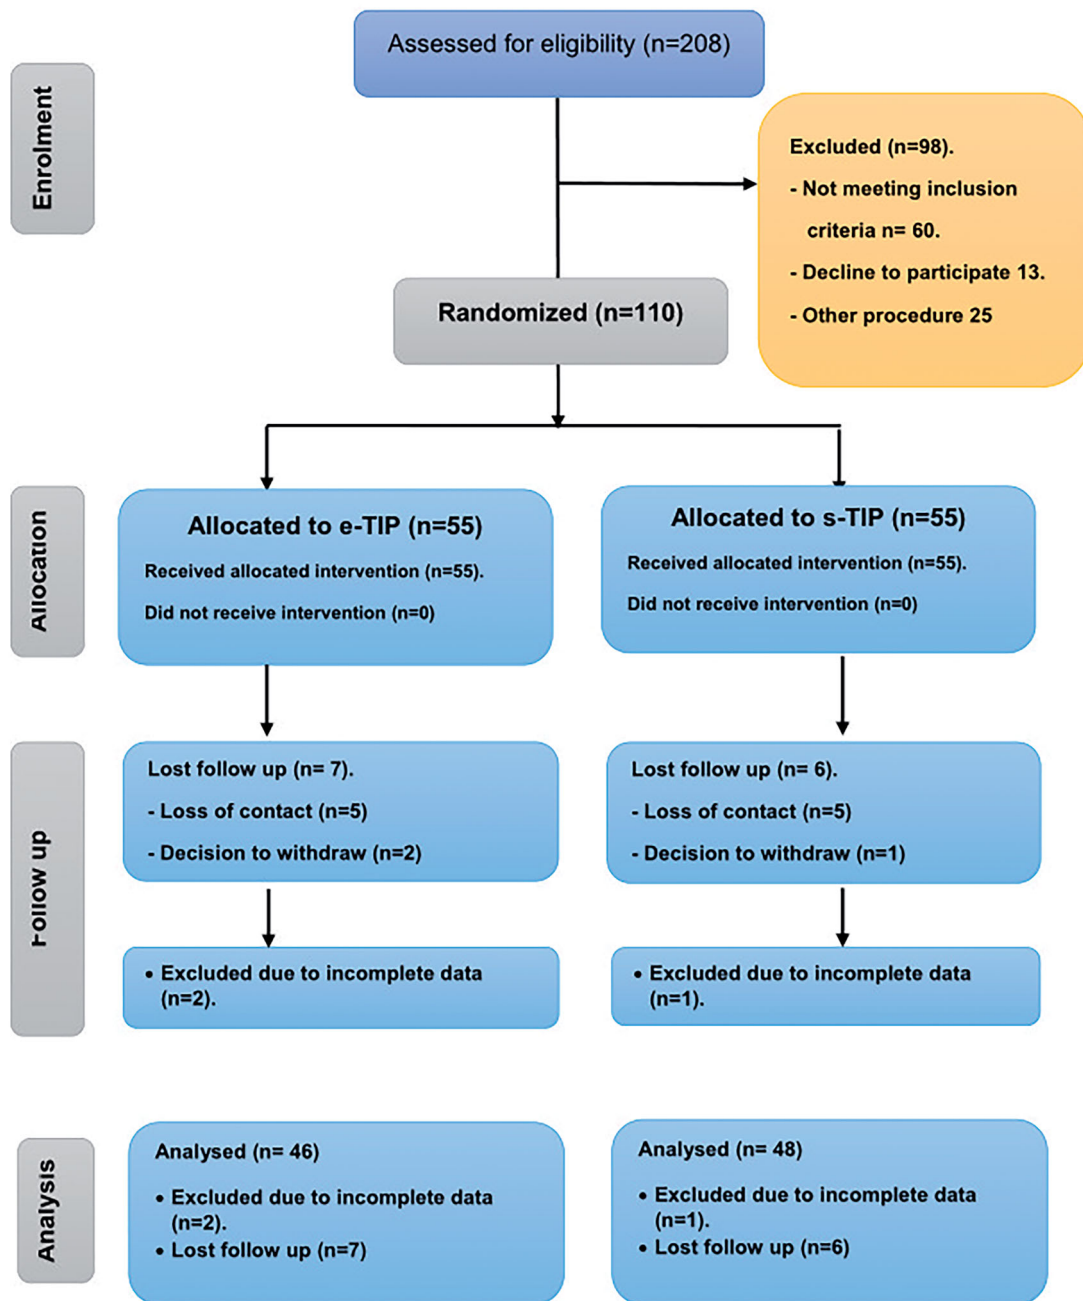 Assessed for eligibility (n=208)
Enrolment
Excluded (n=98).
- Not meeting inclusion
criteria n= 60.
- Decline to participate 13.
- Other procedure 25
Randomized (n=110)
Allocation
Allocated to e-TIP (n=55)
Received allocated intervention (n=55).
Did not receive intervention (n=0)
Allocated to s-TIP (n=55)
Received allocated intervention (n=55).
Did not receive intervention (n=0)
Follow up
Lost follow up (n= 7).
- Loss of contact (n=5)
- Decision to withdraw (n=2)
Lost follow up (n= 6).
- Loss of contact (n=5)
- Decision to withdraw (n=1)
• Excluded due to incomplete data
(n=2).
• Excluded due to incomplete data
(n=1).
Analysis
Analysed (n= 46)
• Excluded due to incomplete data
(n=2).
• Lost follow up (n=7)
Analysed (n= 48)
• Excluded due to incomplete data
(n=1).
• Lost follow up (n=6)